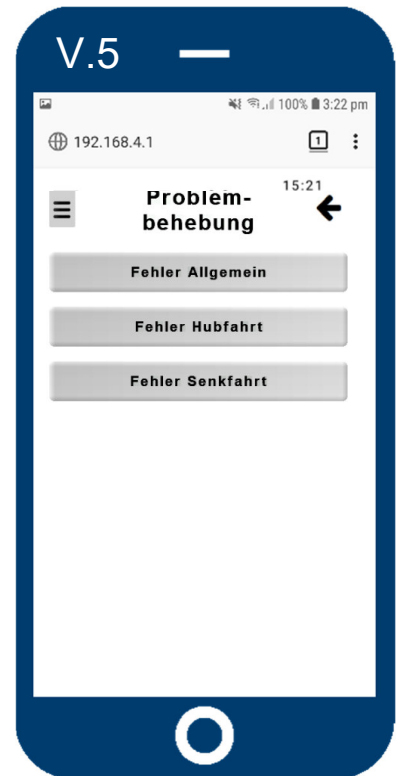 V.5
100% 3:22 pm
192.168.4.1
1
15:21
Problem-
behebung
Fehler Allgemein
Fehler Hubfahrt
Fehler Senkfahrt